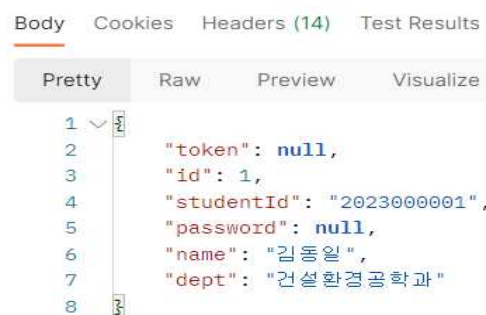 Body Cookies Headers (14) Test Results
Pretty Raw Preview Visualize
1 {
2 "token": null,
3 "id": 1,
4 "studentId": "2023000001",
5 "password": null,
6 "name": "김동일",
7 "dept": "건설환경공학과"
8 }